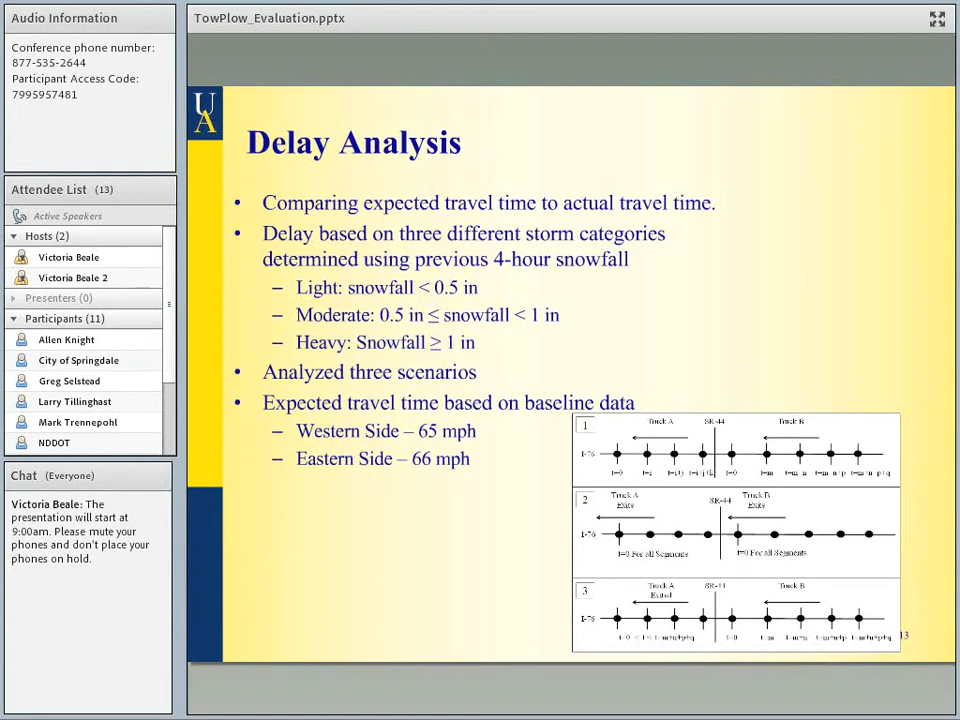 Audio Information
Conference phone number:
877-535-2644
Participant Access Code:
7995957481
Attendee List (13)
Active Speakers
Hosts (2)
Victoria Beale
Victoria Beale 2
Presenters (0)
Participants (11)
Allen Knight
City of Springdale
Greg Selstead
Larry Tillinghast
Mark Trennepohl
NDDOT
Chat (Everyone)
Victoria Beale: The
presentation will start at
9:00am. Please mute your
phones and don't place your
phones on hold.
TowPlow_Evaluation.pptx
U
A
Delay Analysis
• Comparing expected travel time to actual travel time.
• Delay based on three different storm categories
determined using previous 4-hour snowfall
– Light: snowfall < 0.5 in
– Moderate: 0.5 in ≤ snowfall < 1 in
– Heavy: Snowfall ≥ 1 in
• Analyzed three scenarios
• Expected travel time based on baseline data
– Western Side – 65 mph
– Eastern Side – 66 mph
1
Truck A SR-44 Truck B
I-76
t=0 t=i t=i+j t=i+j+k t=0 t=m
2
Truck A SR-44 Truck B
Exits Exits
I-76
t=0 For all Segments t=0 For all Segments
3
Truck A SR-44 Truck B
Exited
I-76
t=0 t=m t=m+n t=m+n+p t=m+n+p+q
13